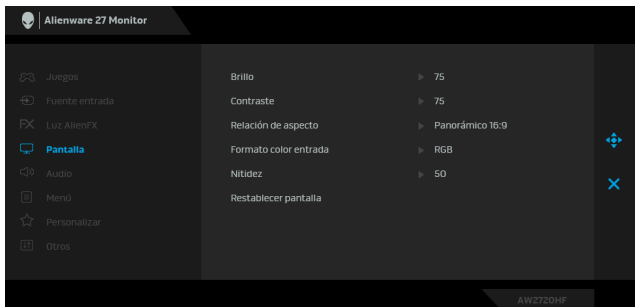 Alienware 27 Monitor
Juegos
Fuente entrada
FX Luz AlienFX
Pantalla
Audio
Menú
Personalizar
Otros
Brillo 75
Contraste 75
Relación de aspecto Panorámico 16:9
Formato color entrada RGB
Nitidez 50
Restablecer pantalla
AW2720HF